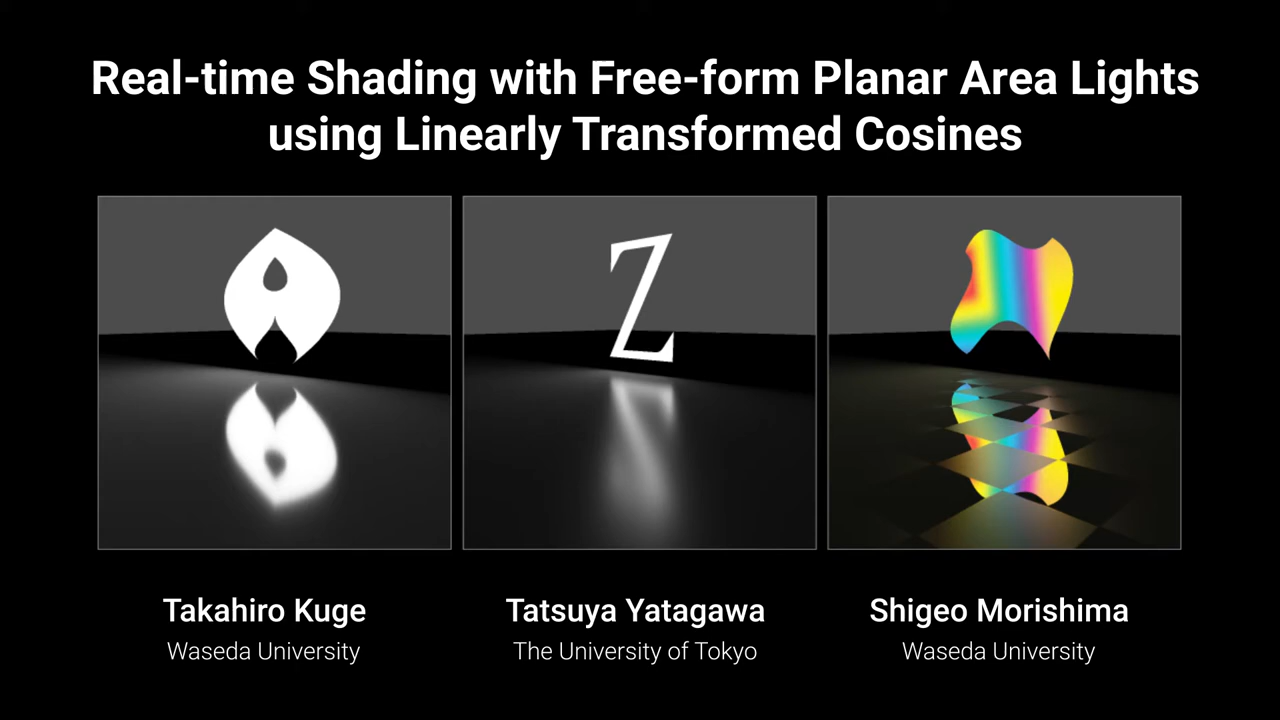 Real-time Shading with Free-form Planar Area Lights
using Linearly Transformed Cosines
Z
Takahiro Kuge
Waseda University
Tatsuya Yatagawa
The University of Tokyo
Shigeo Morishima
Waseda University